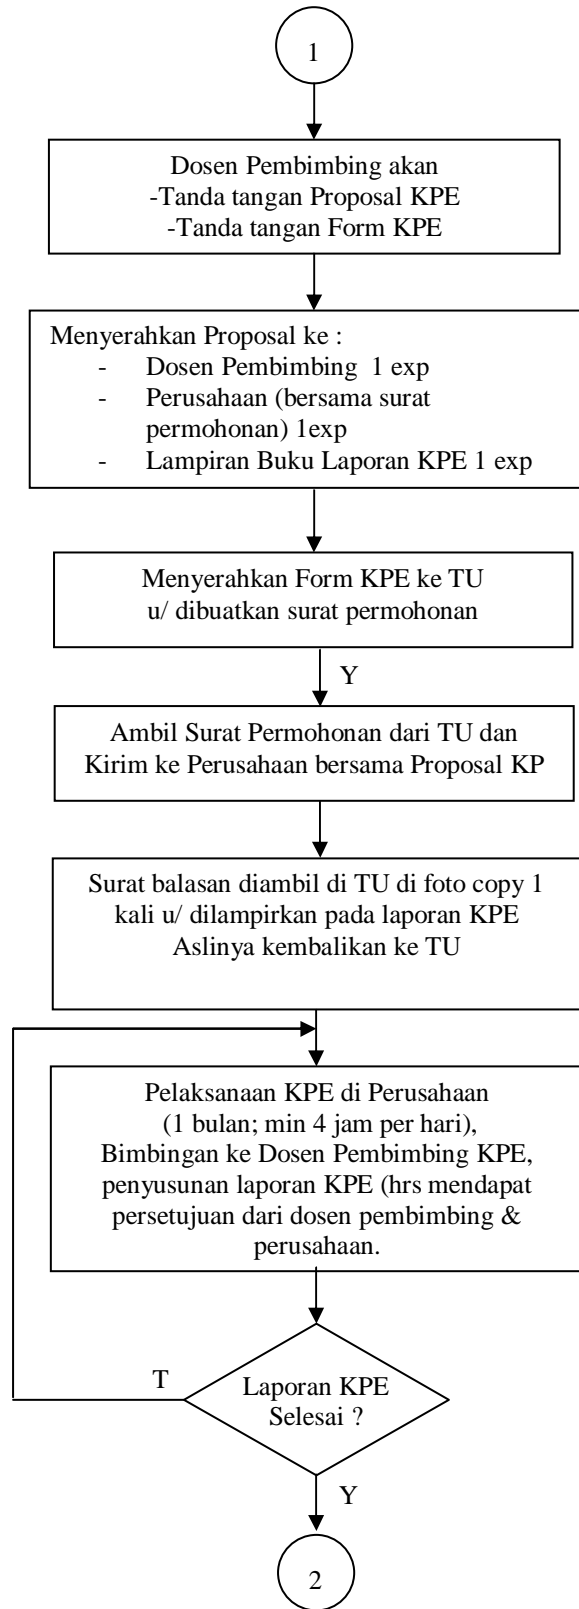 1
Dosen Pembimbing akan
-Tanda tangan Proposal KPE
-Tanda tangan Form KPE
Menyerahkan Proposal ke :
- Dosen Pembimbing  1 exp
- Perusahaan (bersama surat
permohonan) 1exp
- Lampiran Buku Laporan KPE 1 exp
Menyerahkan Form KPE ke TU
u/ dibuatkan surat permohonan
Y
Ambil Surat Permohonan dari TU dan
Kirim ke Perusahaan bersama Proposal KP
Surat balasan diambil di TU di foto copy 1
kali u/ dilampirkan pada laporan KPE
Aslinya kembalikan ke TU
Pelaksanaan KPE di Perusahaan
(1 bulan; min 4 jam per hari),
Bimbingan ke Dosen Pembimbing KPE,
penyusunan laporan KPE (hrs mendapat
persetujuan dari dosen pembimbing &
perusahaan.
T
Laporan KPE
Selesai ?
Y
2